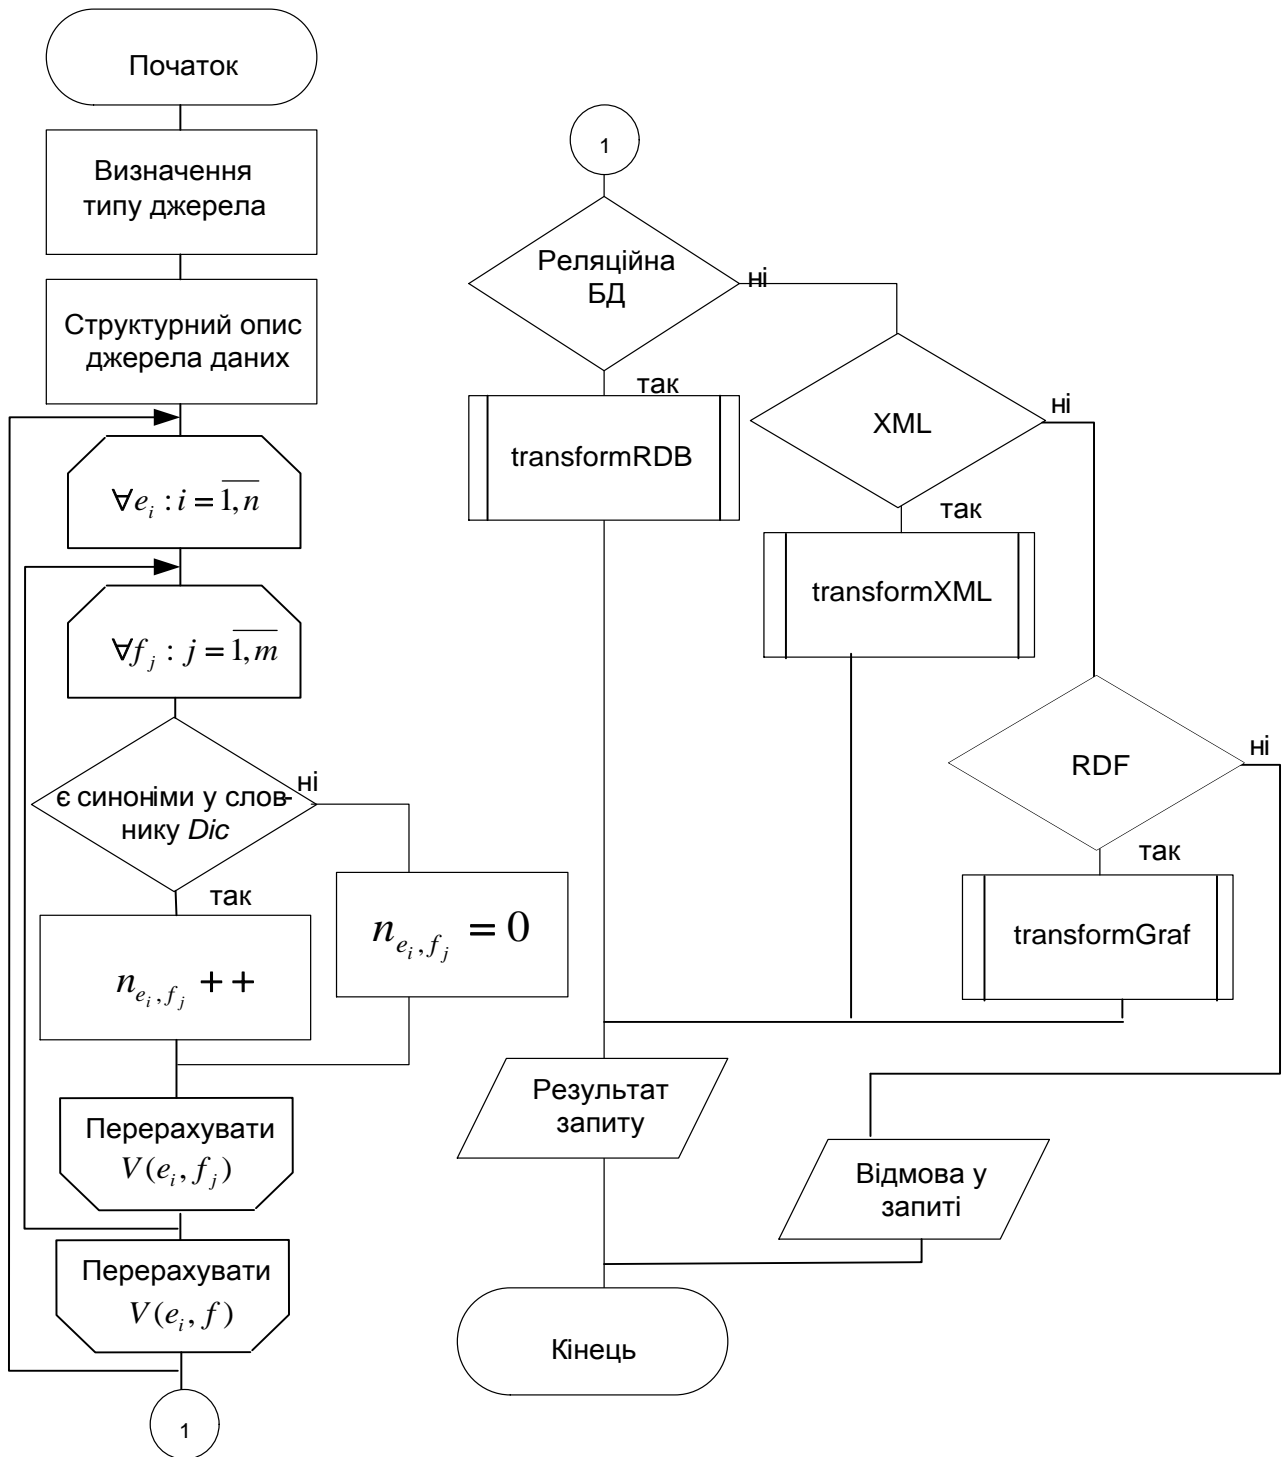 Початок
Визначення
типу джерела
Структурний опис
джерела даних
∀e_i : i = \overline{1,n}
∀f_j : j = \overline{1,m}
є синоніми у слов-
нику Dic
ні
так
n_{e_i,f_j} + +
n_{e_i,f_j} = 0
Перерахувати
V(e_i, f_j)
Перерахувати
V(e_i, f)
1
1
Реляційна
БД
ні
так
transformRDB
XML
ні
так
transformXML
RDF
ні
так
transformGraf
Результат
запиту
Відмова у
запиті
Кінець